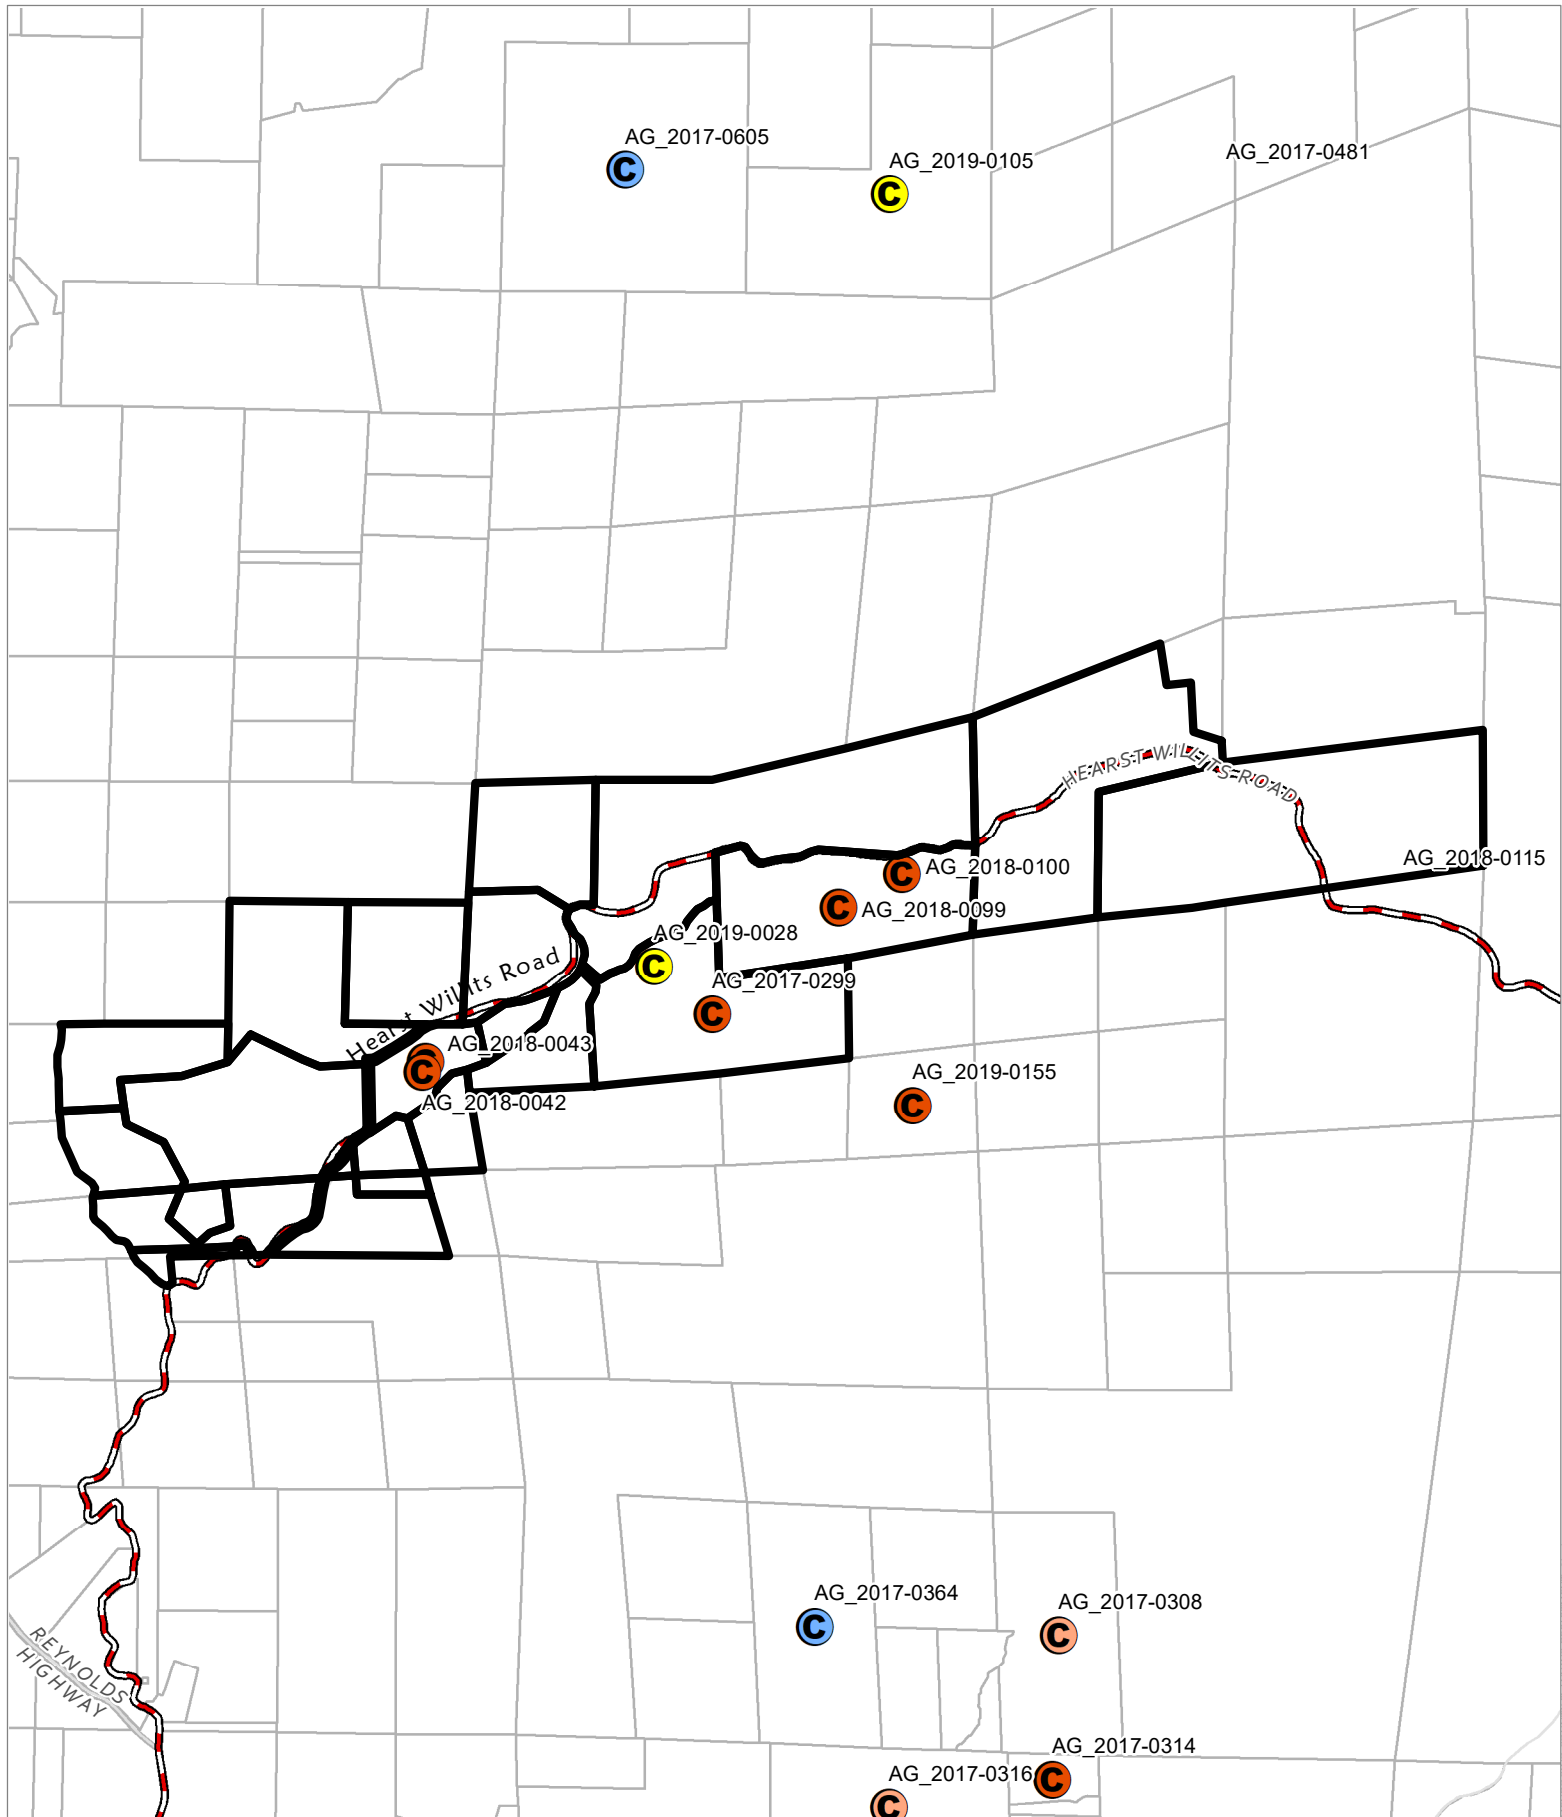 AG_2017-0605
C
AG_2019-0105
C
AG_2017-0481
HEARST WILLITS ROAD
AG_2018-0115
AG_2018-0100
C
AG_2018-0099
C
AG_2019-0028
C
AG_2017-0299
C
Hearst Willits Road
AG_2018-0043
C
AG_2018-0042
AG_2019-0155
C
AG_2017-0364
C
AG_2017-0308
C
REYNOLDS
HIGHWAY
AG_2017-0314
C
AG_2017-0316
C